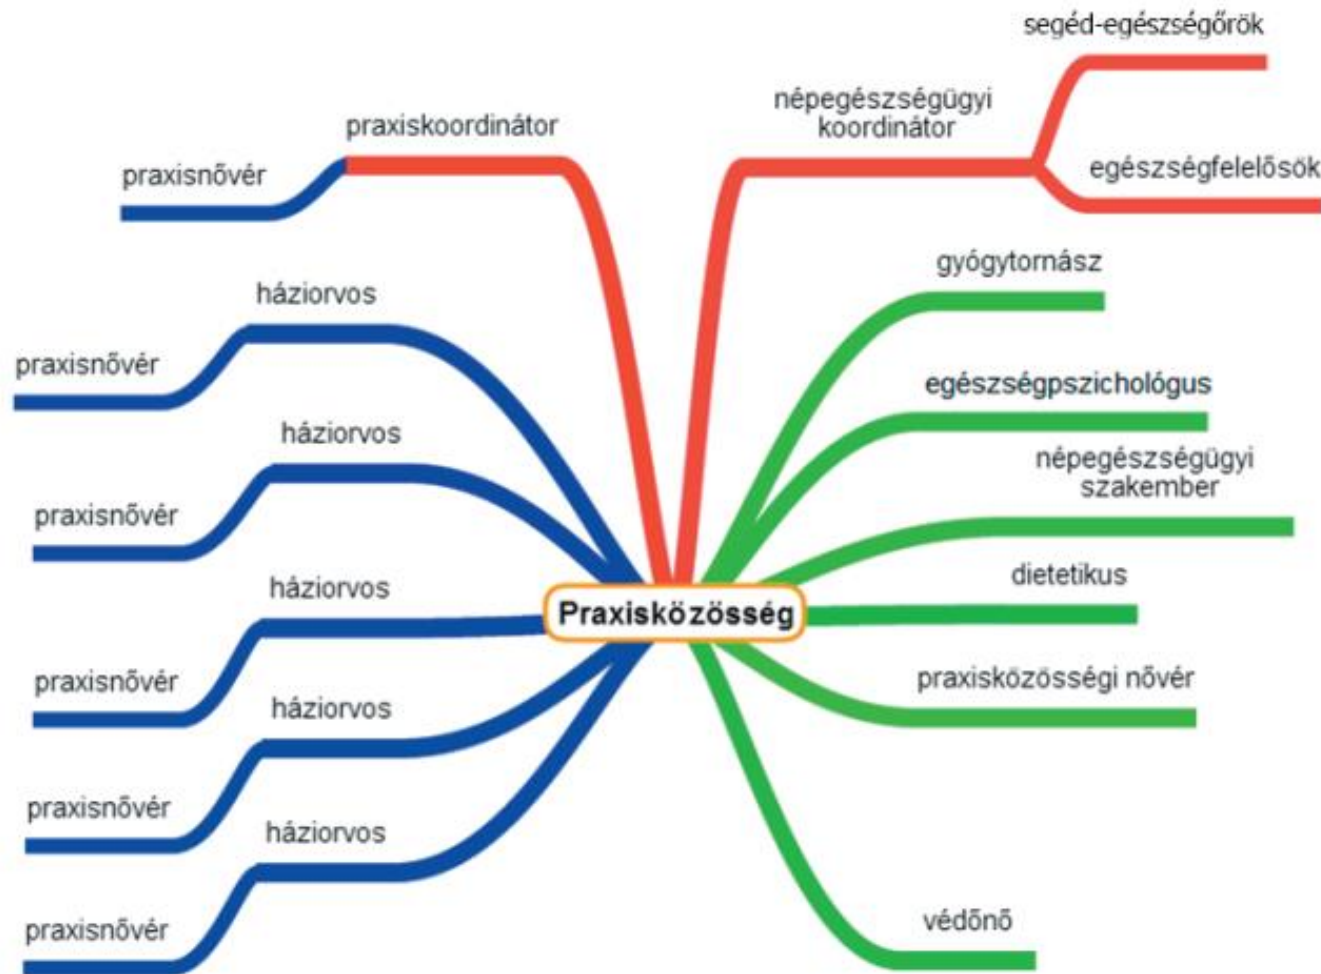 segéd-egészségőrök
népegészségügyi
koordinátor
praxiskoordinátor
egészségfelelősök
praxisnővér
gyógytornász
háziorvos
praxisnővér
egészségpszichológus
háziorvos
népegészségügyi
szakember
praxisnővér
dietetikus
háziorvos
Praxisközösség
praxisnővér
praxisközösségi nővér
háziorvos
praxisnővér
háziorvos
védőnő
praxisnővér